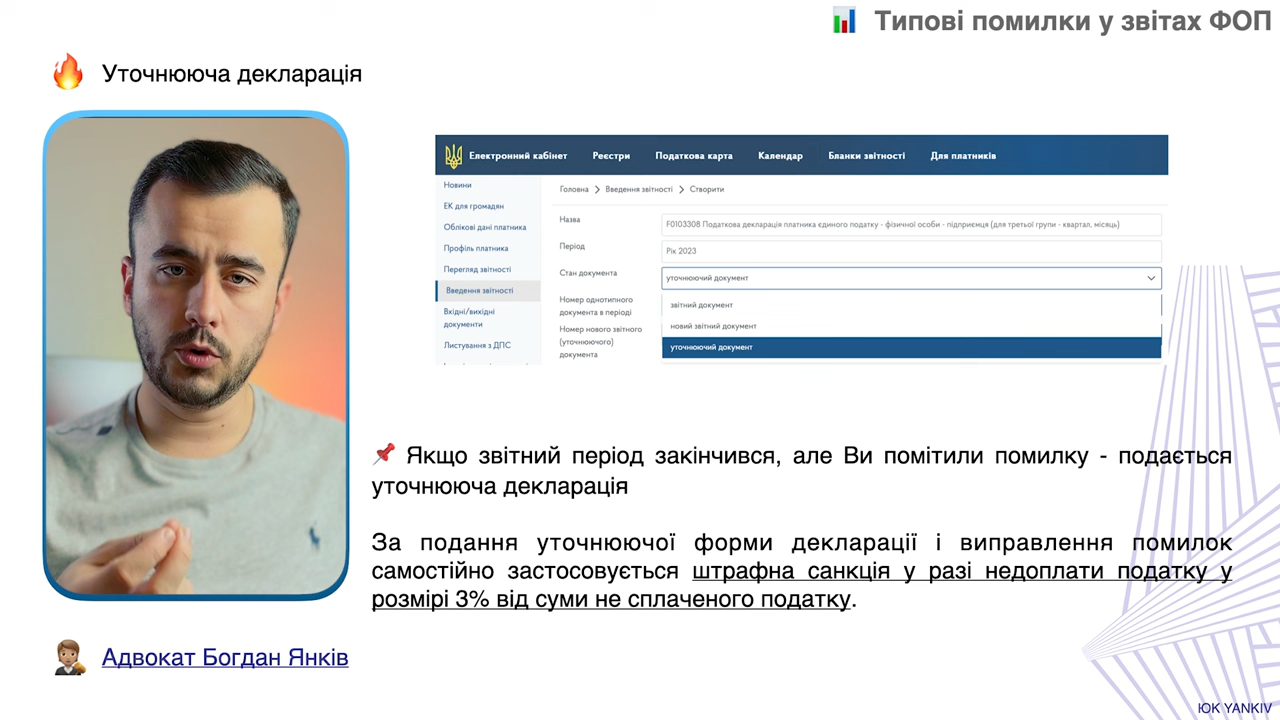 Типові помилки у звітах ФОП
Уточнююча декларація
Електронний кабінет Реєстри Податкова карта Календар Бланки звітності Для платників
Новини
ЕК для громадян
Облікові дані платника
Профіль платника
Перегляд звітності
Введення звітності
Вхідні/вихідні
документи
Листування з ДПС
Головна > Введення звітності > Створити
Назва
F0103308 Податкова декларація платника єдиного податку - фізичної особи - підприємця (для третьої групи - квартал, місяць)
Період
Рік 2023
Стан документа
уточнюючий документ
Номер однотипного
документа в періоді
звітний документ
новий звітний документ
Номер нового звітного
(уточнюючого)
документа
уточнюючий документ
Якщо звітний період закінчився, але Ви помітили помилку - подається
уточнююча декларація
За подання уточнюючої форми декларації і виправлення помилок
самостійно застосовується штрафна санкція у разі недоплати податку у
розмірі 3% від суми не сплаченого податку.
Адвокат Богдан Янків
ЮК YANKIV